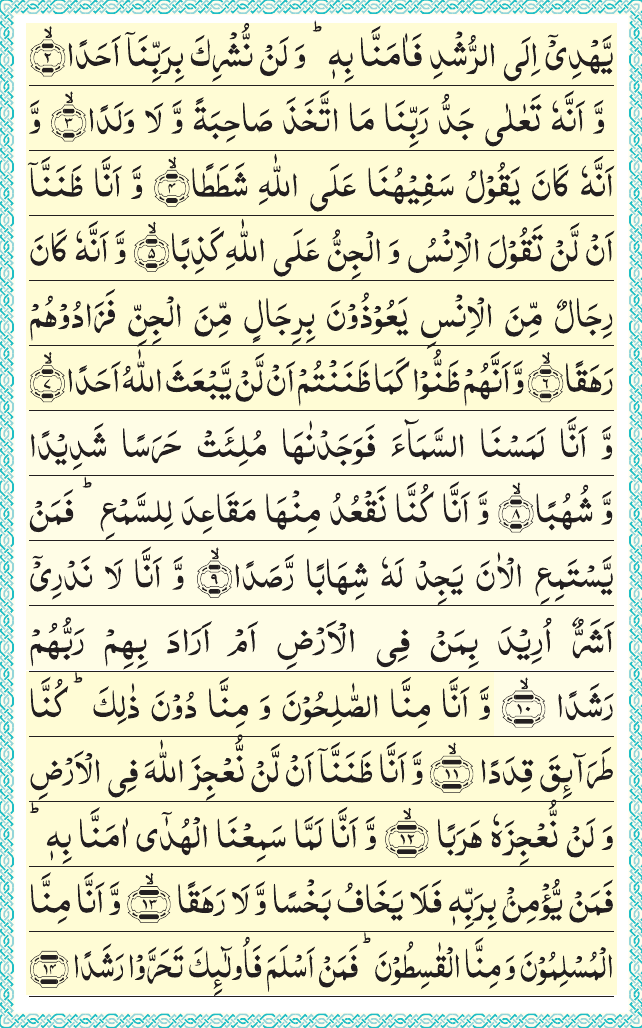 یَّهْدِیْۤ اِلَی الرُّشْدِ فَاٰمَنَّا بِهٖ ؕ وَ لَنْ نُّشْرِكَ بِرَبِّنَاۤ اَحَدًا ۙ۝۲
وَّ اَنَّهٗ تَعٰلٰی جَدُّ رَبِّنَا مَا اتَّخَذَ صَاحِبَةً وَّ لَا وَلَدًا ۙ۝۳ وَّ
اَنَّهٗ كَانَ یَقُوْلُ سَفِیْهُنَا عَلَی اللّٰهِ شَطَطًا ۙ۝۴ وَّ اَنَّا ظَنَنَّاۤ
اَنْ لَّنْ تَقُوْلَ الْاِنْسُ وَ الْجِنُّ عَلَی اللّٰهِ كَذِبًا ۙ۝۵ وَّ اَنَّهٗ كَانَ
رِجَالٌ مِّنَ الْاِنْسِ یَعُوْذُوْنَ بِرِجَالٍ مِّنَ الْجِنِّ فَزَادُوْهُمْ
رَهَقًا ۙ۝۶ وَّ اَنَّهُمْ ظَنُّوْا كَمَا ظَنَنْتُمْ اَنْ لَّنْ یَّبْعَثَ اللّٰهُ اَحَدًا ۙ۝۷
وَّ اَنَّا لَمَسْنَا السَّمَآءَ فَوَجَدْنٰهَا مُلِئَتْ حَرَسًا شَدِیْدًا
وَّ شُهُبًا ۙ۝۸ وَّ اَنَّا كُنَّا نَقْعُدُ مِنْهَا مَقَاعِدَ لِلسَّمْعِ ؕ فَمَنْ
یَّسْتَمِعِ الْاٰنَ یَجِدْ لَهٗ شِهَابًا رَّصَدًا ۙ۝۹ وَّ اَنَّا لَا نَدْرِیْۤ
اَشَرٌّ اُرِیْدَ بِمَنْ فِی الْاَرْضِ اَمْ اَرَادَ بِهِمْ رَبُّهُمْ
رَشَدًا ۙ۝۱۰ وَّ اَنَّا مِنَّا الصّٰلِحُوْنَ وَ مِنَّا دُوْنَ ذٰلِكَ ؕ كُنَّا
طَرَآىِٕقَ قِدَدًا ۙ۝۱۱ وَّ اَنَّا ظَنَنَّاۤ اَنْ لَّنْ نُّعْجِزَ اللّٰهَ فِی الْاَرْضِ
وَ لَنْ نُّعْجِزَهٗ هَرَبًا ۙ۝۱۲ وَّ اَنَّا لَمَّا سَمِعْنَا الْهُدٰۤی اٰمَنَّا بِهٖ ؕ
فَمَنْ یُّؤْمِنْۢ بِرَبِّهٖ فَلَا یَخَافُ بَخْسًا وَّ لَا رَهَقًا ۙ۝۱۳ وَّ اَنَّا مِنَّا
الْمُسْلِمُوْنَ وَ مِنَّا الْقٰسِطُوْنَ ؕ فَمَنْ اَسْلَمَ فَاُولٰٓىِٕكَ تَحَرَّوْا رَشَدًا ۝۱۴